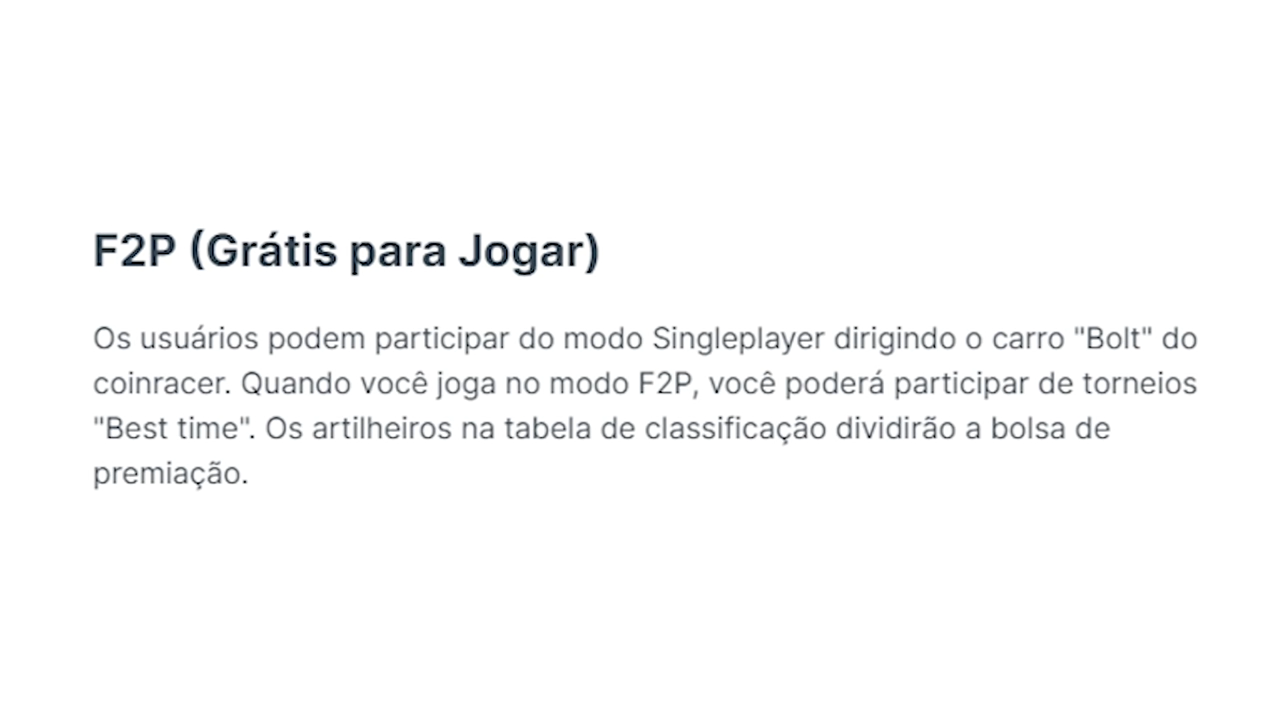 F2P (Grátis para Jogar)
Os usuários podem participar do modo Singleplayer dirigindo o carro "Bolt" do
coinracer. Quando você joga no modo F2P, você poderá participar de torneios
"Best time". Os artilheiros na tabela de classificação dividirão a bolsa de
premiação.